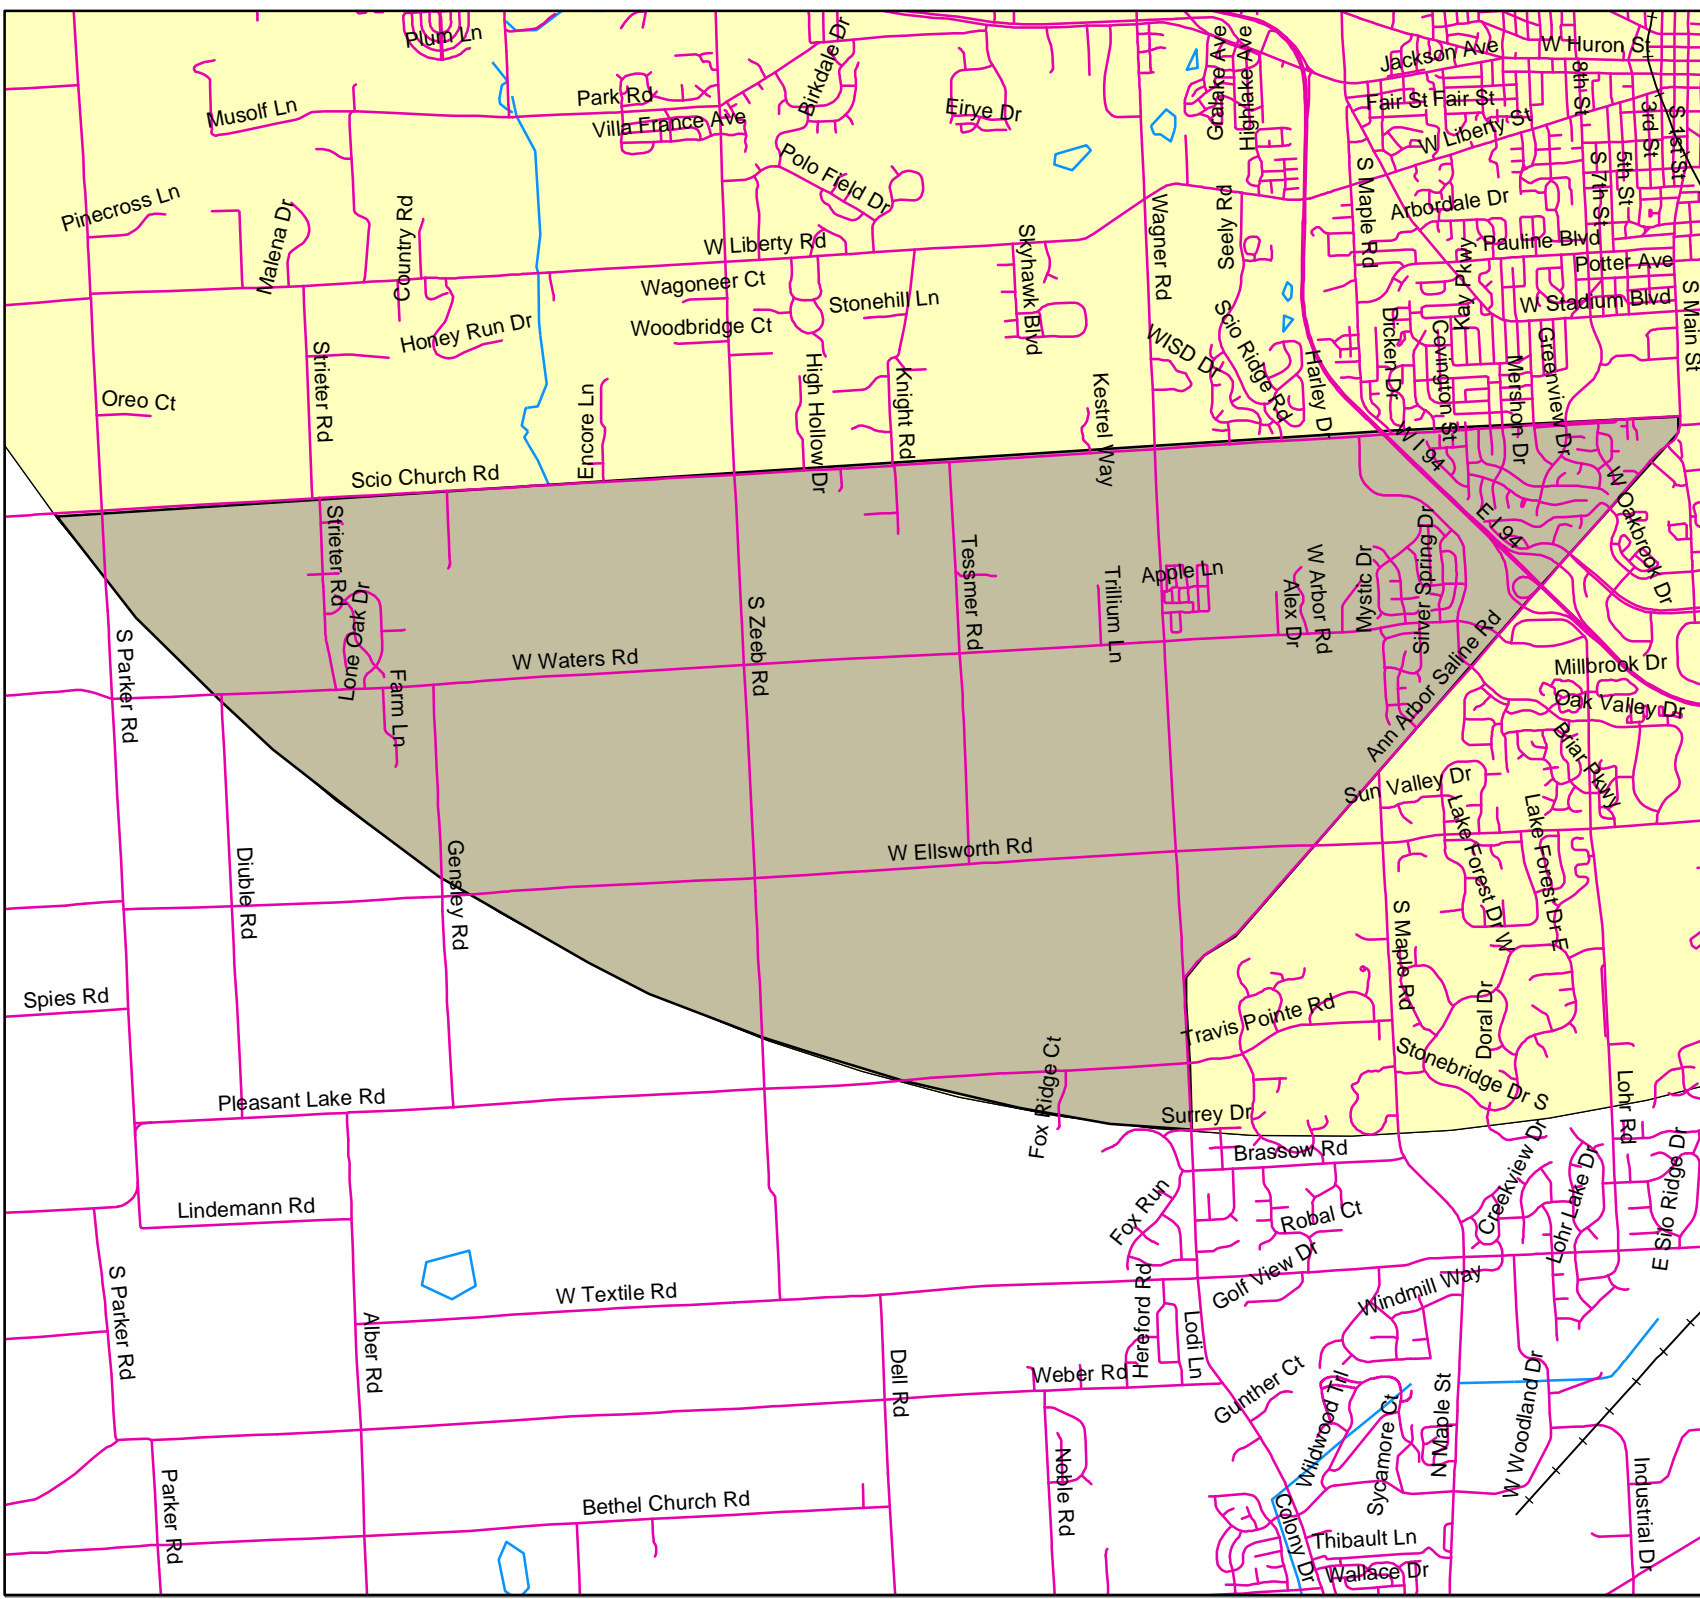 Plum Ln
Birkdale Dr
Jackson Ave
W Huron St
Musolf Ln
Park Rd
Villa France Ave
Eirye Dr
Highlake Ave
Fair St
Fair St
8th St
3rd St
S 1st St
W Liberty St
Polo Field Dr
Pinecross Ln
Malena Dr
Country Rd
W Liberty Rd
Skyhawk Blvd
Wagner Rd
Seely Rd
S Maple Rd
Arbordale Dr
S 7th St
5th St
Pauline Blvd
Potter Ave
Kay Pkwy
W Stadium Blvd
S Main St
Wagoneer Ct
Stonehill Ln
Woodbridge Ct
Honey Run Dr
Strieter Rd
Oreo Ct
Encore Ln
High Hollow Dr
Knight Rd
Kestrel Way
WISD Dr
Scio Ridge Rd
Harley Dr
Dicken Dr
Covington St
Mershon Dr
Greenview Dr
Scio Church Rd
W I 94
E I 94
W Oakbrook Dr
Strieter Rd
Lone Oak Dr
Farm Ln
S Parker Rd
W Waters Rd
S Zeeb Rd
Tessmer Rd
Trillium Ln
Apple Ln
Alex Dr
W Arbor Rd
Mystic Dr
Silver Spring Dr
Ann Arbor Saline Rd
Millbrook Dr
Oak Valley Dr
Briar Pkwy
Sun Valley Dr
Lake Forest Dr W
Lake Forest Dr E
W Ellsworth Rd
Diuble Rd
Gensley Rd
S Maple Rd
Spies Rd
Travis Pointe Rd
Doral Dr
Stonebridge Dr S
Fox Ridge Ct
Pleasant Lake Rd
Surrey Dr
Lohr Rd
Brassow Rd
Creekview Dr
Lohr Lake Dr
E Silo Ridge Dr
Lindemann Rd
Fox Run
Robal Ct
Golf View Dr
Windmill Way
S Parker Rd
W Textile Rd
Alber Rd
Hereford Rd
Lodi Ln
Dell Rd
Weber Rd
Gunther Ct
Wildwood Trl
Sycamore Ct
N Maple St
W Woodland Dr
Parker Rd
Bethel Church Rd
Noble Rd
Colony Dr
Thibault Ln
Wallace Dr
Industrial Dr